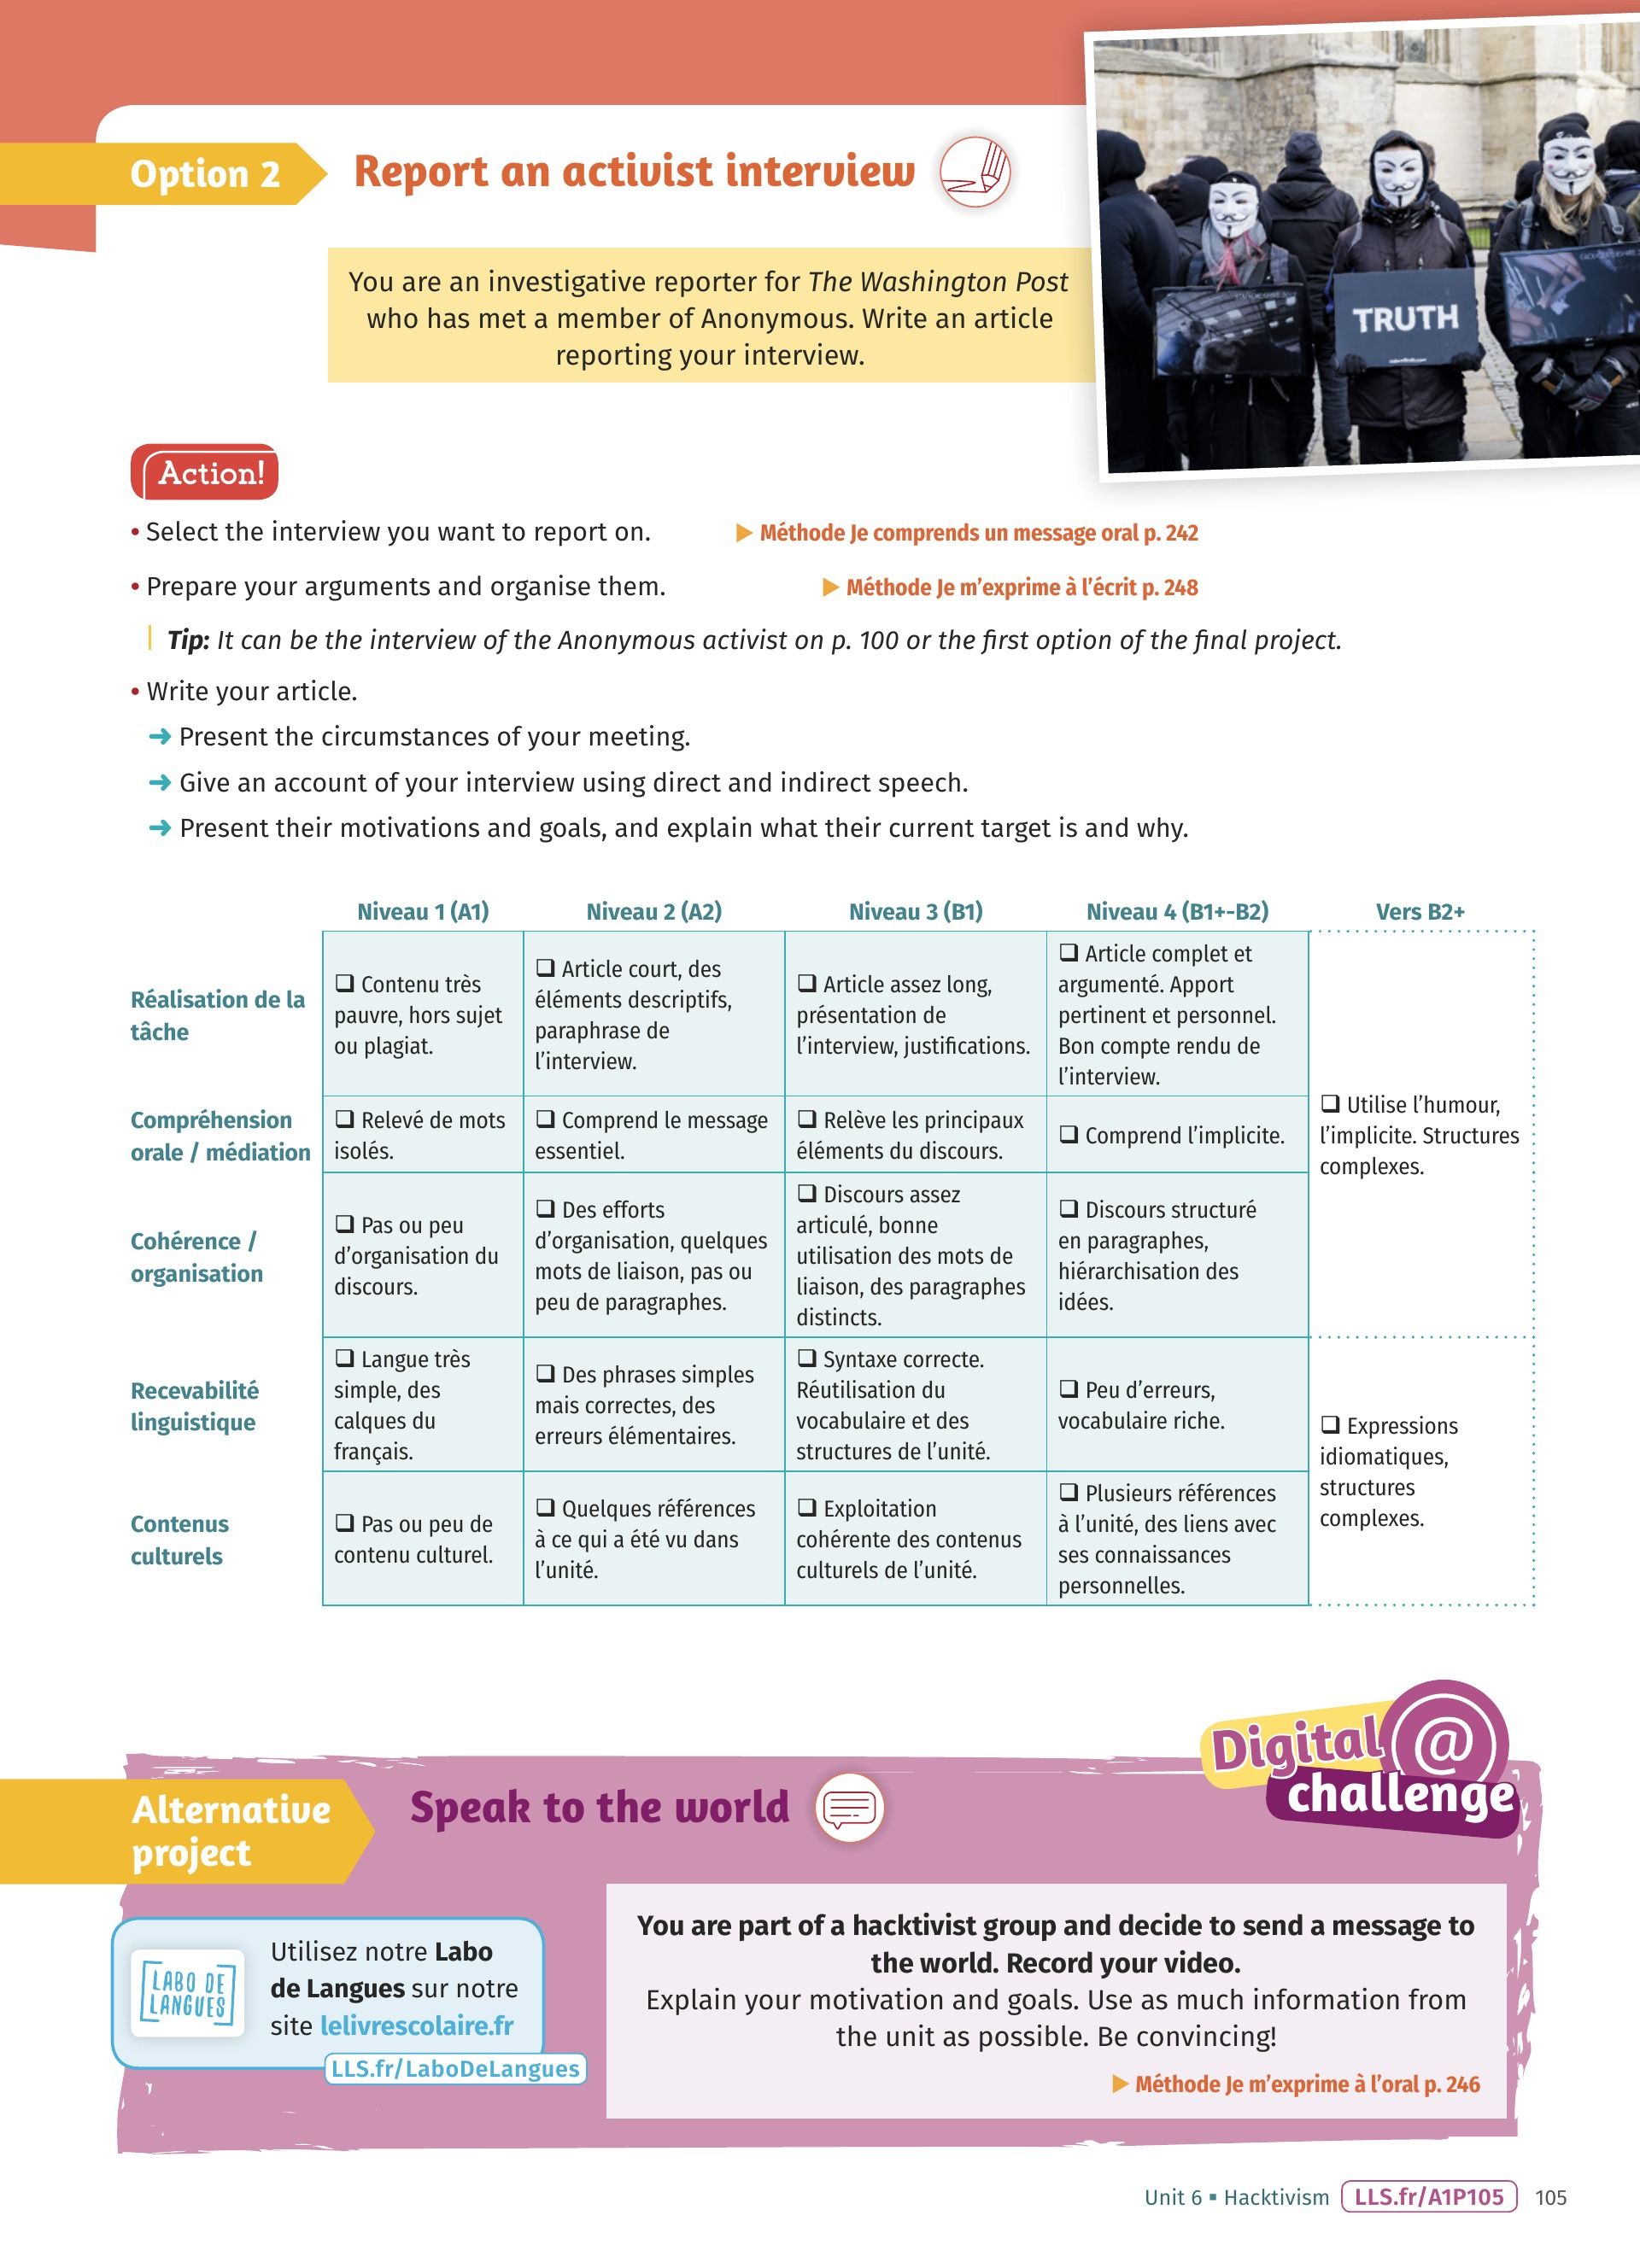 Option 2
Report an activist interview
You are an investigative reporter for The Washington Post
who has met a member of Anonymous. Write an article
reporting your interview.
TRUTH
Action!
• Select the interview you want to report on.
▶ Méthode Je comprends un message oral p. 242
• Prepare your arguments and organise them.
▶ Méthode Je m'exprime à l'écrit p. 248
Tip: It can be the interview of the Anonymous activist on p. 100 or the first option of the final project.
• Write your article.
➜ Present the circumstances of your meeting.
➜ Give an account of your interview using direct and indirect speech.
➜ Present their motivations and goals, and explain what their current target is and why.
Niveau 1 (A1)
Niveau 2 (A2)
Niveau 3 (B1)
Niveau 4 (B1+-B2)
Vers B2+
Réalisation de la
tâche
❑ Contenu très
pauvre, hors sujet
ou plagiat.
❑ Article court, des
éléments descriptifs,
paraphrase de
l'interview.
❑ Article assez long,
présentation de
l'interview, justifications.
❑ Article complet et
argumenté. Apport
pertinent et personnel.
Bon compte rendu de
l'interview.
❑ Utilise l'humour,
l'implicite. Structures
complexes.
Compréhension
orale / médiation
❑ Relevé de mots
isolés.
❑ Comprend le message
essentiel.
❑ Relève les principaux
éléments du discours.
❑ Comprend l'implicite.
Cohérence /
organisation
❑ Pas ou peu
d'organisation du
discours.
❑ Des efforts
d'organisation, quelques
mots de liaison, pas ou
peu de paragraphes.
❑ Discours assez
articulé, bonne
utilisation des mots de
liaison, des paragraphes
distincts.
❑ Discours structuré
en paragraphes,
hiérarchisation des
idées.
Recevabilité
linguistique
❑ Langue très
simple, des
calques du
français.
❑ Des phrases simples
mais correctes, des
erreurs élémentaires.
❑ Syntaxe correcte.
Réutilisation du
vocabulaire et des
structures de l'unité.
❑ Peu d'erreurs,
vocabulaire riche.
❑ Expressions
idiomatiques,
structures
complexes.
Contenus
culturels
❑ Pas ou peu de
contenu culturel.
❑ Quelques références
à ce qui a été vu dans
l'unité.
❑ Exploitation
cohérente des contenus
culturels de l'unité.
❑ Plusieurs références
à l'unité, des liens avec
ses connaissances
personnelles.
Digital @
challenge
Alternative
project
Speak to the world
LABO DE
LANGUES
Utilisez notre Labo
de Langues sur notre
site lelivrescolaire.fr
LLS.fr/LaboDeLangues
You are part of a hacktivist group and decide to send a message to
the world. Record your video.
Explain your motivation and goals. Use as much information from
the unit as possible. Be convincing!
▶ Méthode Je m'exprime à l'oral p. 246
Unit 6 ▪ Hacktivism LLS.fr/A1P105 105